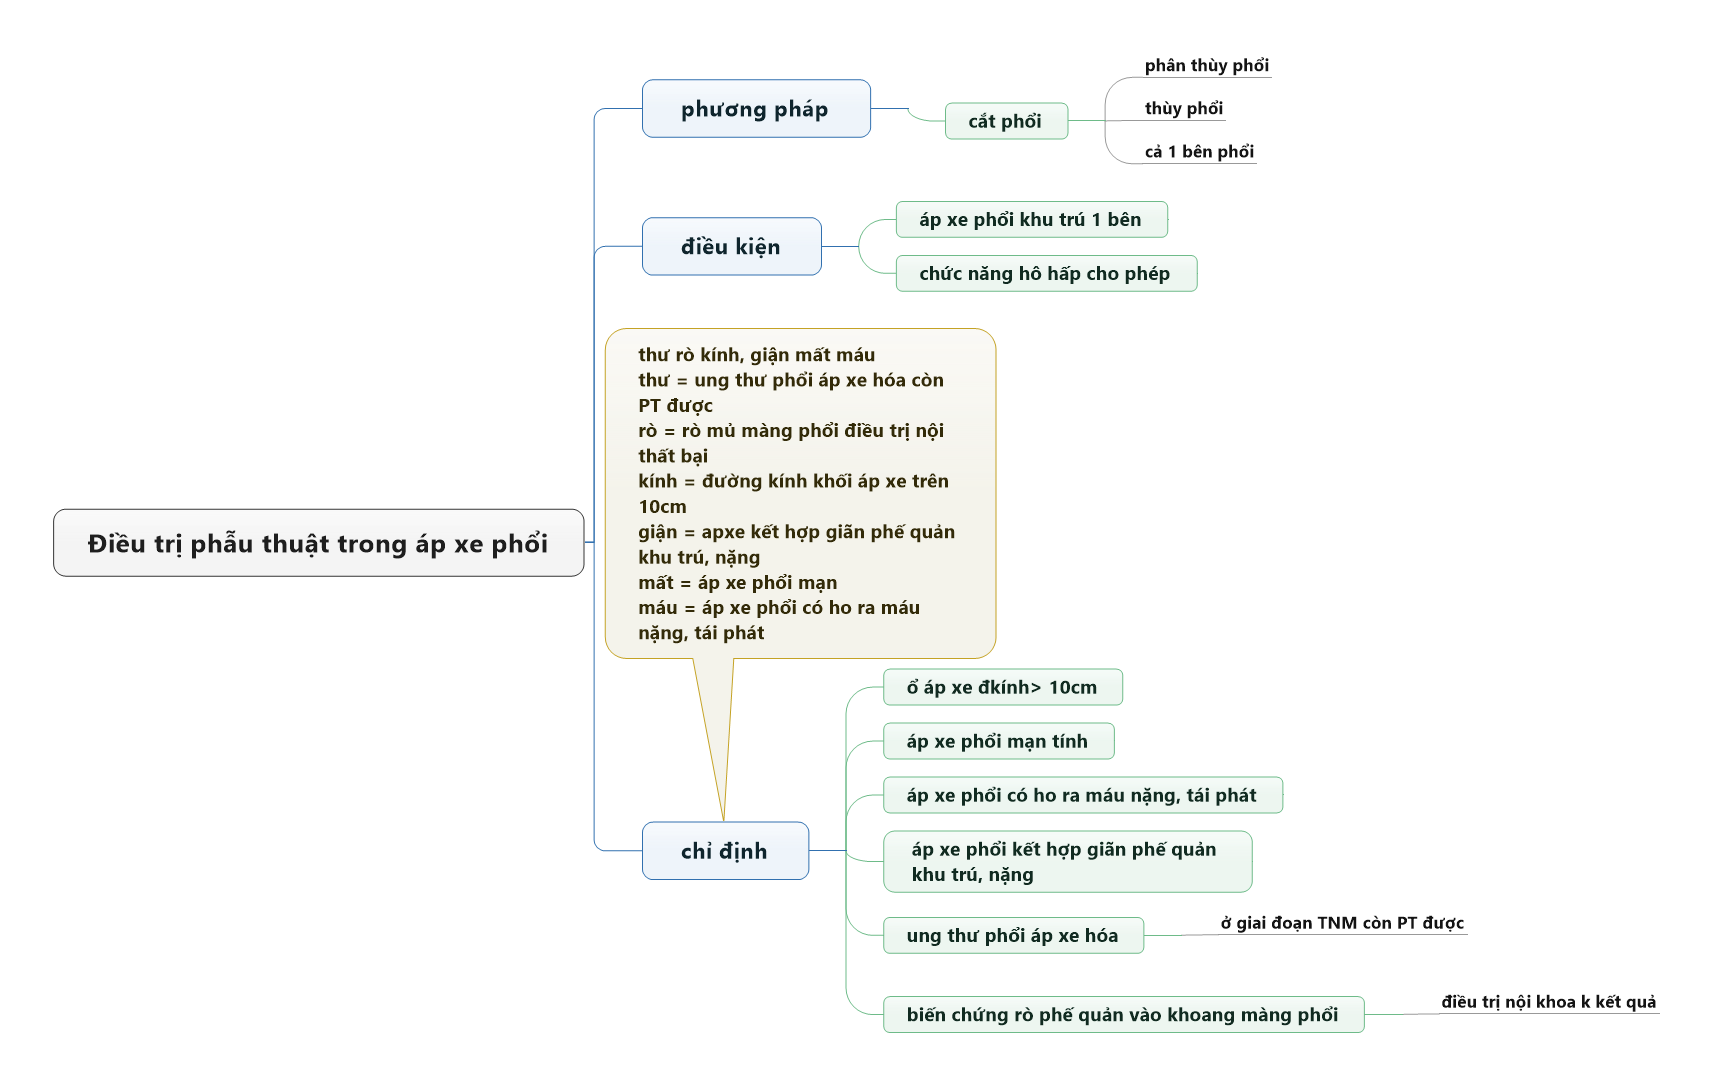 Điều trị phẫu thuật trong áp xe phổi
phương pháp
cắt phổi
phân thùy phổi
thùy phổi
cả 1 bên phổi
điều kiện
áp xe phổi khu trú 1 bên
chức năng hô hấp cho phép
thư rò kính, giận mất máu
thư = ung thư phổi áp xe hóa còn
PT được
rò = rò mủ màng phổi điều trị nội
thất bại
kính = đường kính khối áp xe trên
10cm
giận = apxe kết hợp giãn phế quản
khu trú, nặng
mất = áp xe phổi mạn
máu = áp xe phổi có ho ra máu
nặng, tái phát
chỉ định
ổ áp xe đkính> 10cm
áp xe phổi mạn tính
áp xe phổi có ho ra máu nặng, tái phát
áp xe phổi kết hợp giãn phế quản
khu trú, nặng
ung thư phổi áp xe hóa
ở giai đoạn TNM còn PT được
biến chứng rò phế quản vào khoang màng phổi
điều trị nội khoa k kết quả